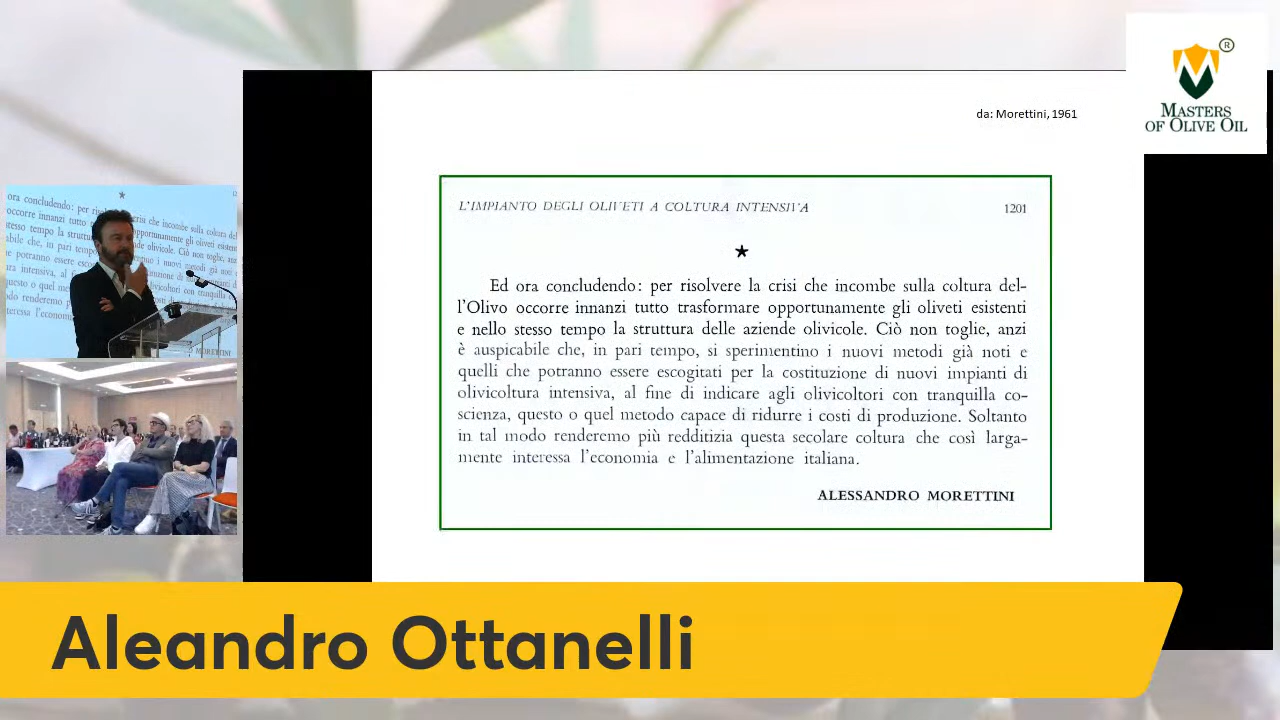 MASTERS
OF OLIVE OIL
®
da: Morettini, 1961
L'IMPIANTO DEGLI OLIVETI A COLTURA INTENSIVA 1201
Ed ora concludendo: per risolvere la crisi che incombe sulla coltura del-
l'Olivo occorre innanzi tutto trasformare opportunamente gli oliveti esistenti
e nello stesso tempo la struttura delle aziende olivicole. Ciò non toglie, anzi
è auspicabile che, in pari tempo, si sperimentino i nuovi metodi già noti e
quelli che potranno essere escogitati per la costituzione di nuovi impianti di
olivicoltura intensiva, al fine di indicare agli olivicoltori con tranquilla co-
scienza, questo o quel metodo capace di ridurre i costi di produzione. Soltanto
in tal modo renderemo più redditizia questa secolare coltura che così larga-
mente interessa l'economia e l'alimentazione italiana.
ALESSANDRO MORETTINI
Aleandro Ottanelli